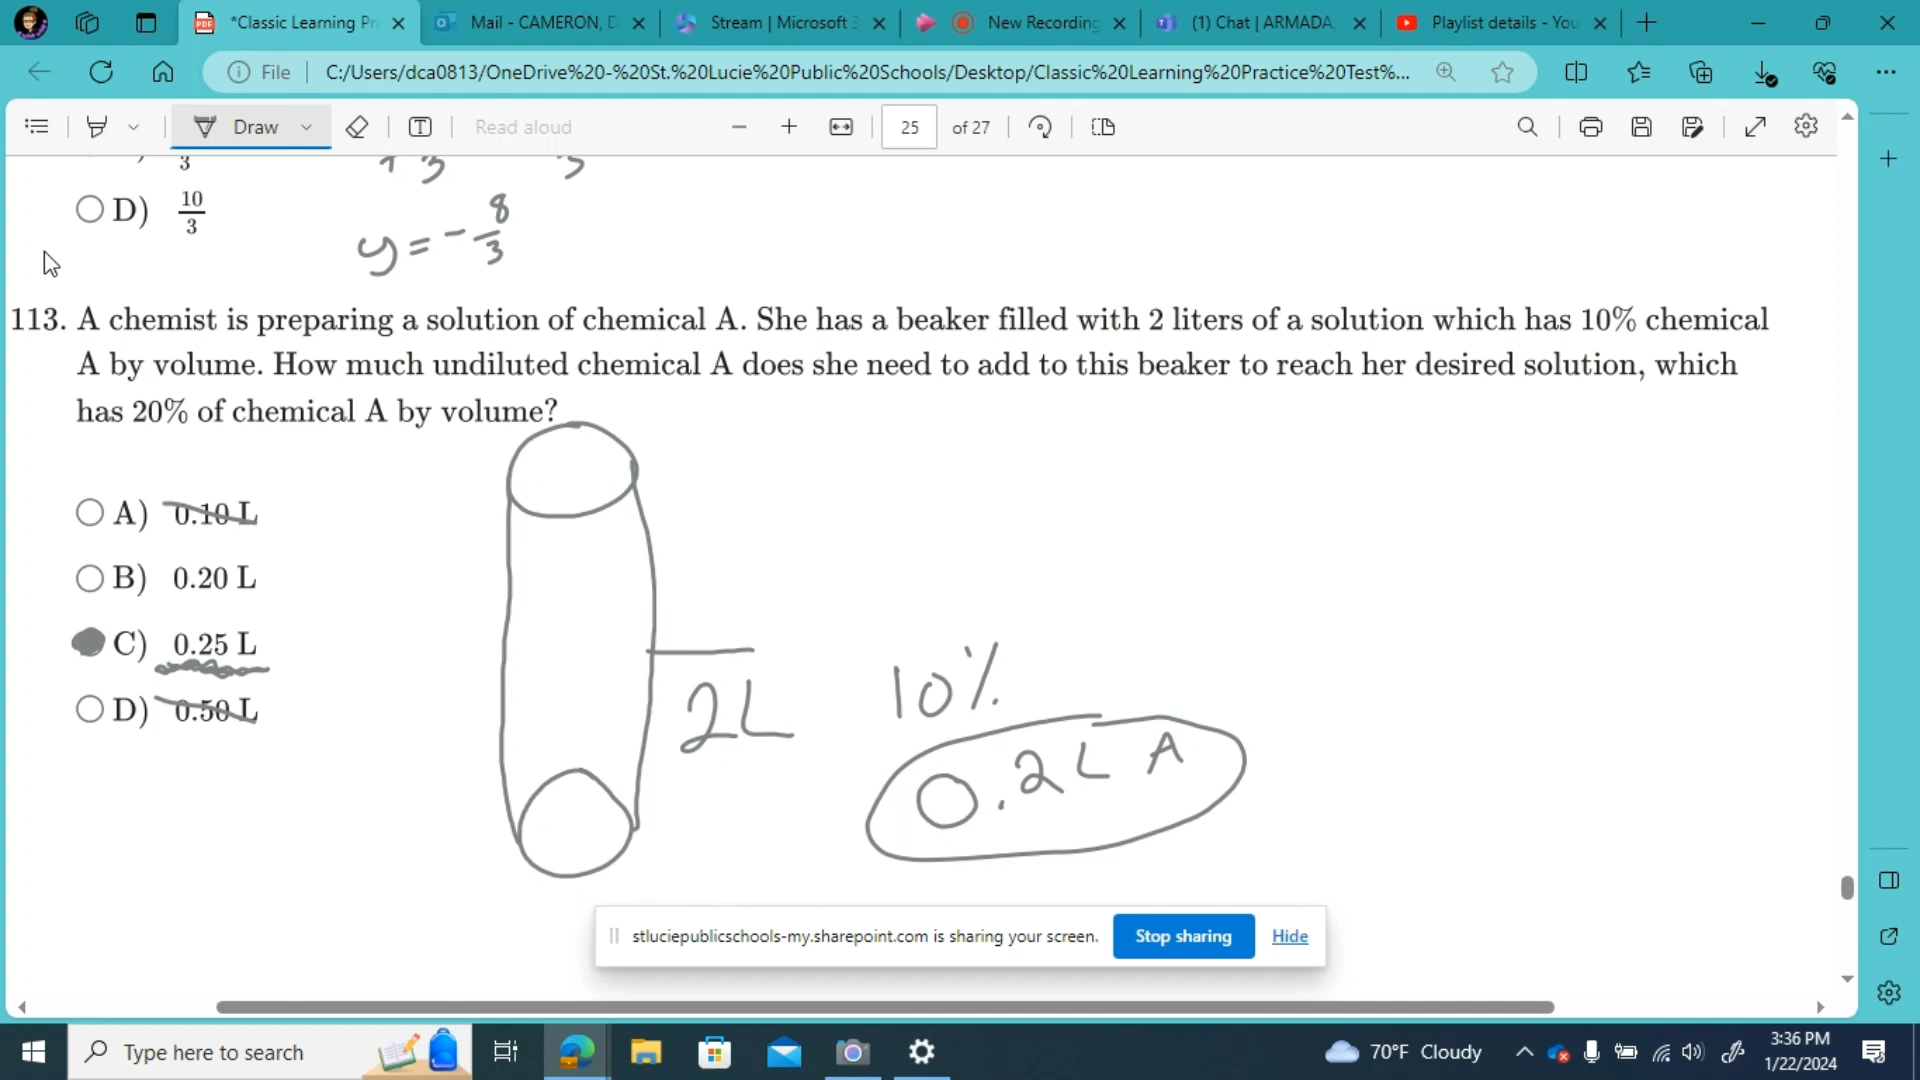 *Classic Learning Pra
Mail - CAMERON, D
Stream | Microsoft 3
New Recording
(1) Chat | ARMADA,
Playlist details - You
File
C:/Users/dca0813/OneDrive%20-%20St.%20Lucie%20Public%20Schools/Desktop/Classic%20Learning%20Practice%20Test%...
Draw
Read aloud
25 of 27
3
+ 3 3
D) 10/3
y = - 8/3
113. A chemist is preparing a solution of chemical A. She has a beaker filled with 2 liters of a solution which has 10% chemical
A by volume. How much undiluted chemical A does she need to add to this beaker to reach her desired solution, which
has 20% of chemical A by volume?
A) 0.10 L
B) 0.20 L
C) 0.25 L
D) 0.50 L
2L
10%
0.2 L A
stluciepublicschools-my.sharepoint.com is sharing your screen.
Stop sharing
Hide
Type here to search
70°F Cloudy
3:36 PM
1/22/2024